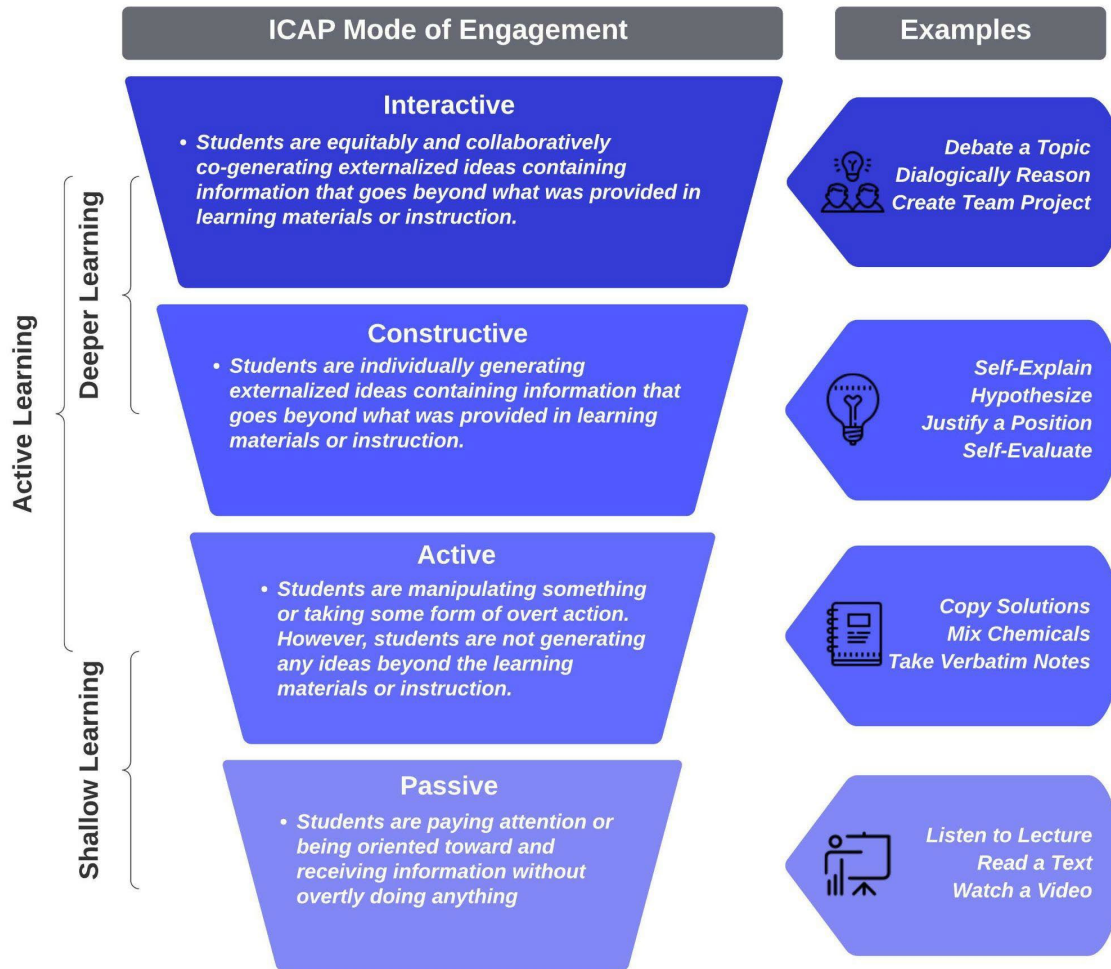 ICAP Mode of Engagement
Examples
Active Learning
Deeper Learning
Shallow Learning
Interactive
• Students are equitably and collaboratively
co-generating externalized ideas containing
information that goes beyond what was provided in
learning materials or instruction.
Debate a Topic
Dialogically Reason
Create Team Project
Constructive
• Students are individually generating
externalized ideas containing information that
goes beyond what was provided in learning
materials or instruction.
Self-Explain
Hypothesize
Justify a Position
Self-Evaluate
Active
• Students are manipulating something
or taking some form of overt action.
However, students are not generating
any ideas beyond the learning
materials or instruction.
Copy Solutions
Mix Chemicals
Take Verbatim Notes
Passive
• Students are paying attention or
being oriented toward and
receiving information without
overtly doing anything
Listen to Lecture
Read a Text
Watch a Video